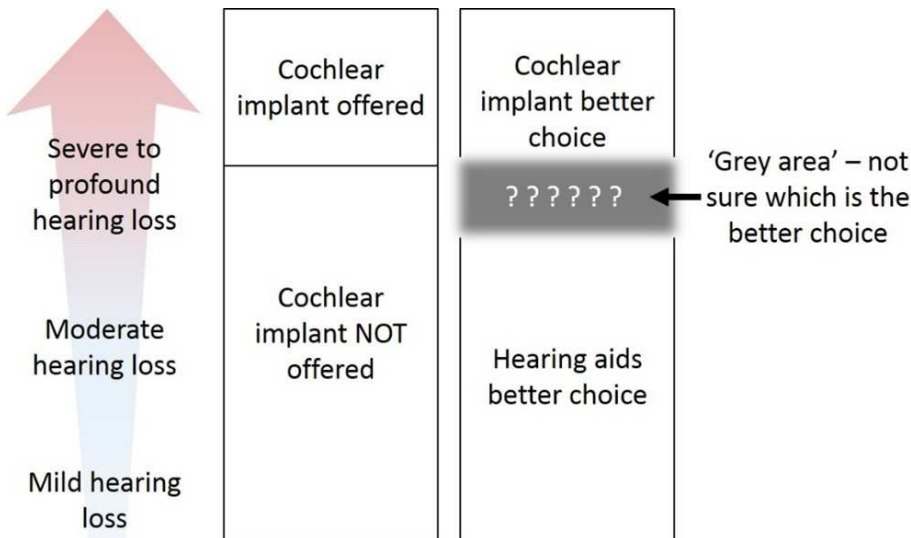 Severe to
profound
hearing loss
Moderate
hearing loss
Mild hearing
loss
Cochlear
implant offered
Cochlear
implant NOT
offered
Cochlear
implant better
choice
? ? ? ? ? ?
Hearing aids
better choice
‘Grey area’ – not
sure which is the
better choice